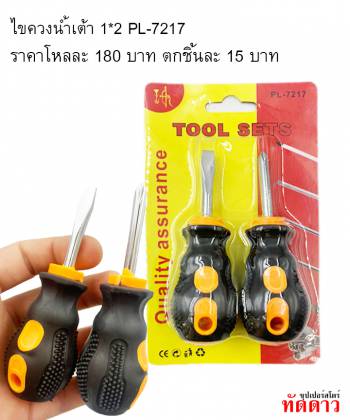 ไขควงน้ำเต้า 1*2 PL-7217
ราคาโหลละ 180 บาท ตกชิ้นละ 15 บาท
PL-7217
TOOL SETS
Quality assurance
CE
ซุปเปอร์สโตร์
ทัดดาว